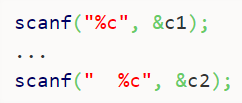 scanf("%c", &c1);
...
scanf("  %c", &c2);